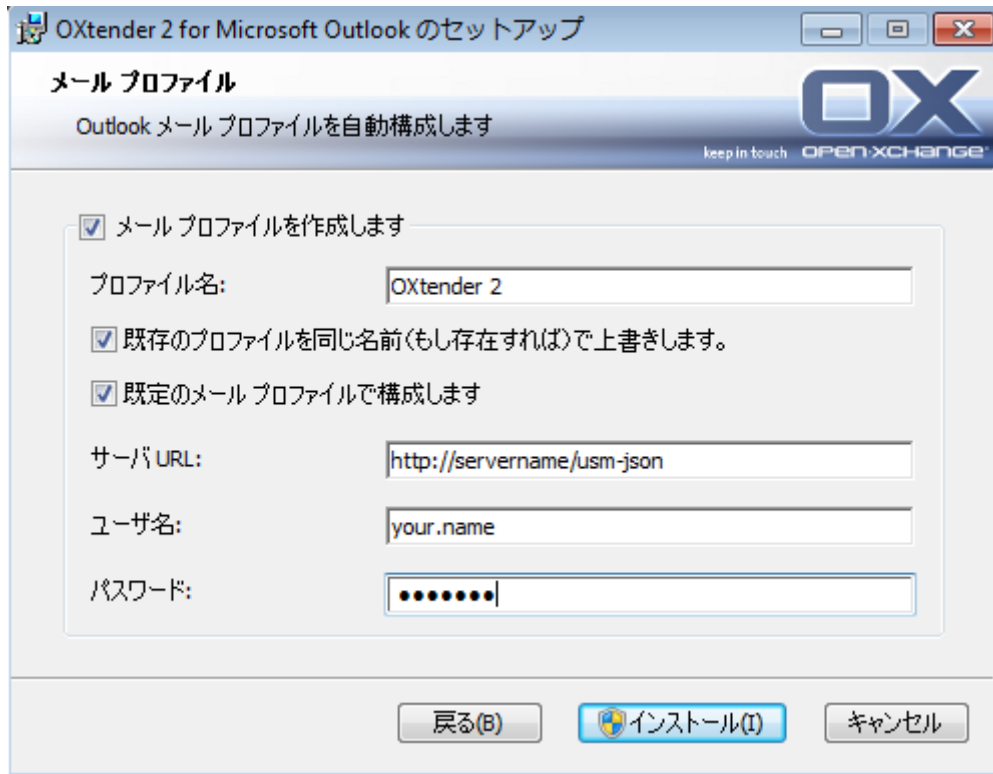 OXtender 2 for Microsoft Outlook のセットアップ
メール プロファイル
Outlook メール プロファイルを自動構成します
OX
keep in touch OPEN-XCHANGE
メール プロファイルを作成します
プロファイル名: OXtender 2
既存のプロファイルを同じ名前(もし存在すれば)で上書きします。
既定のメール プロファイルで構成します
サーバ URL: http://servername/usm-json
ユーザ名: your.name
パスワード: ●●●●●●●
戻る(B) インストール(I) キャンセル